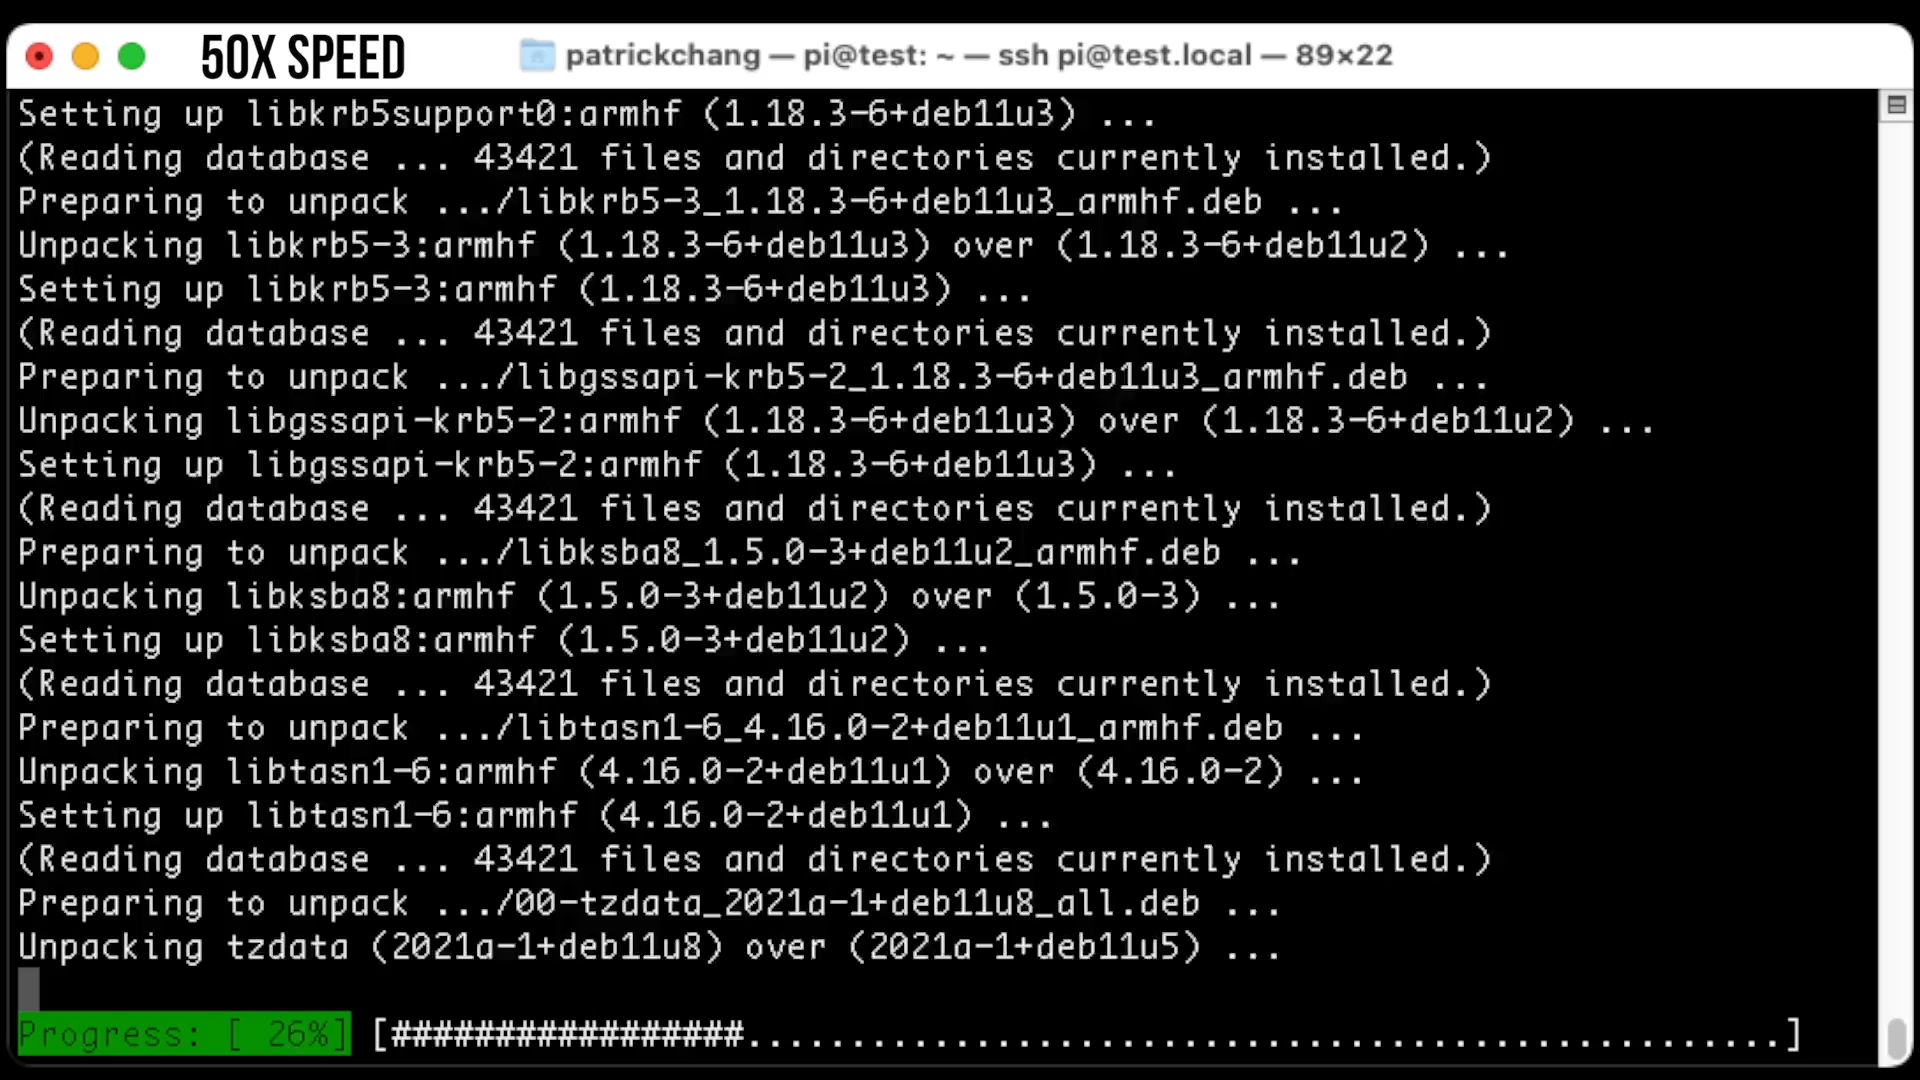 50X SPEED
patrickchang — pi@test: ~ — ssh pi@test.local — 89×22
Setting up libkrb5support0:armhf (1.18.3-6+deb11u3) ...
(Reading database ... 43421 files and directories currently installed.)
Preparing to unpack .../libkrb5-3_1.18.3-6+deb11u3_armhf.deb ...
Unpacking libkrb5-3:armhf (1.18.3-6+deb11u3) over (1.18.3-6+deb11u2) ...
Setting up libkrb5-3:armhf (1.18.3-6+deb11u3) ...
(Reading database ... 43421 files and directories currently installed.)
Preparing to unpack .../libgssapi-krb5-2_1.18.3-6+deb11u3_armhf.deb ...
Unpacking libgssapi-krb5-2:armhf (1.18.3-6+deb11u3) over (1.18.3-6+deb11u2) ...
Setting up libgssapi-krb5-2:armhf (1.18.3-6+deb11u3) ...
(Reading database ... 43421 files and directories currently installed.)
Preparing to unpack .../libksba8_1.5.0-3+deb11u2_armhf.deb ...
Unpacking libksba8:armhf (1.5.0-3+deb11u2) over (1.5.0-3) ...
Setting up libksba8:armhf (1.5.0-3+deb11u2) ...
(Reading database ... 43421 files and directories currently installed.)
Preparing to unpack .../libtasn1-6_4.16.0-2+deb11u1_armhf.deb ...
Unpacking libtasn1-6:armhf (4.16.0-2+deb11u1) over (4.16.0-2) ...
Setting up libtasn1-6:armhf (4.16.0-2+deb11u1) ...
(Reading database ... 43421 files and directories currently installed.)
Preparing to unpack .../00-tzdata_2021a-1+deb11u8_all.deb ...
Unpacking tzdata (2021a-1+deb11u8) over (2021a-1+deb11u5) ...
Progress: [ 26%] [#################..................................................]